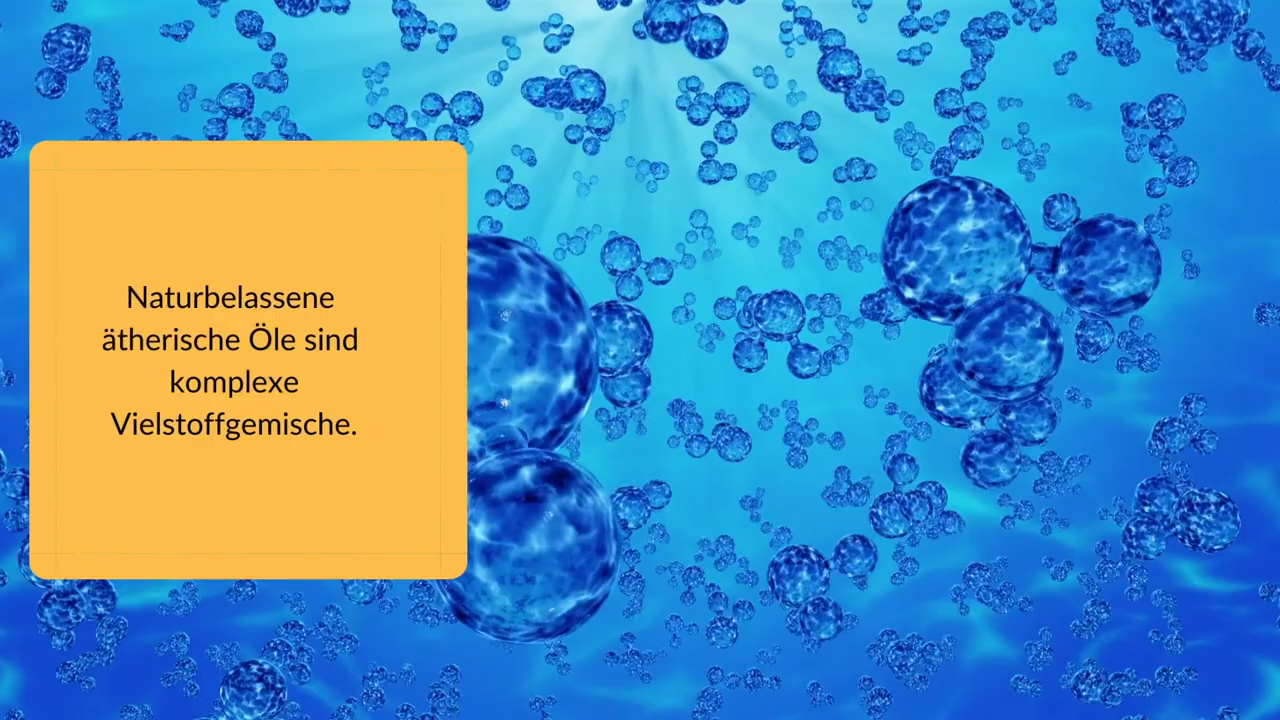 Naturbelassene
ätherische Öle sind
komplexe
Vielstoffgemische.